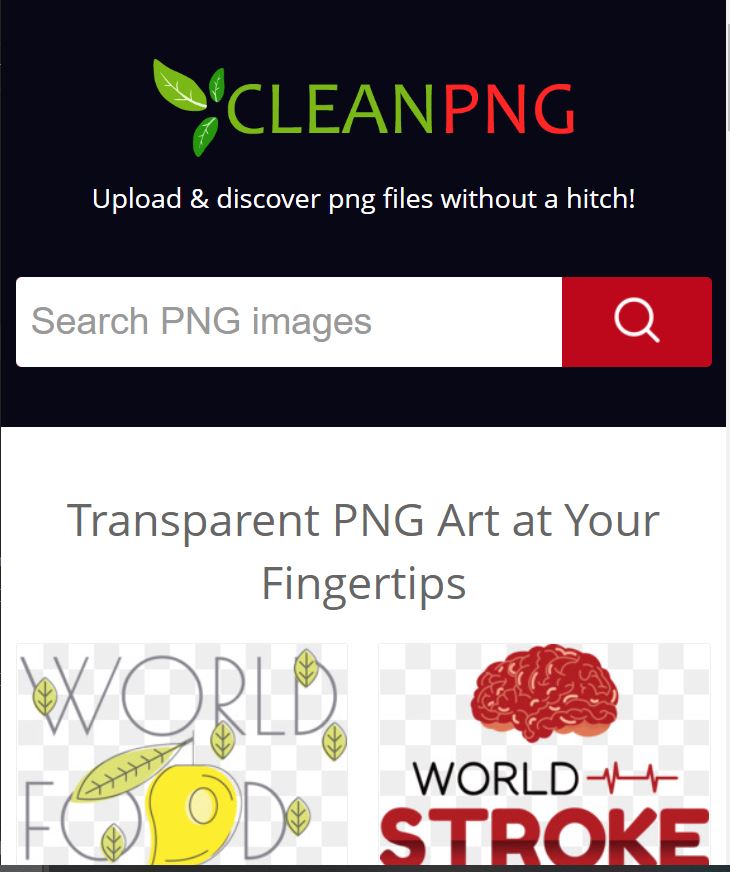 CLEANPNG
Upload & discover png files without a hitch!
Search PNG images
Transparent PNG Art at Your
Fingertips
WORLD
FOOD
WORLD
STROKE